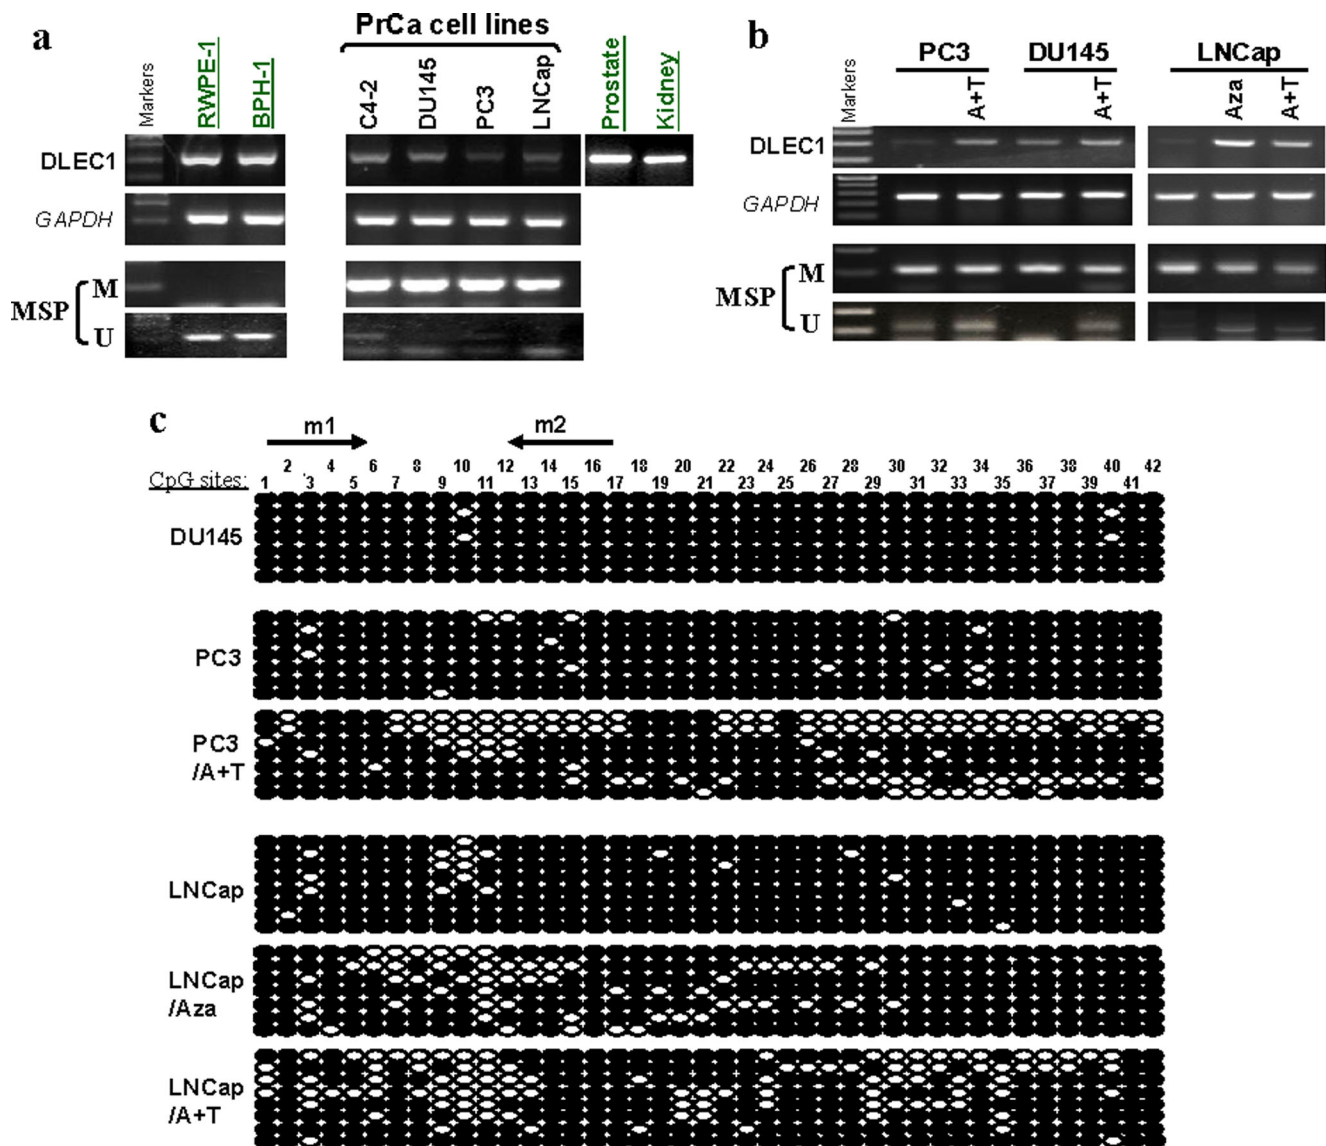 a
PrCa cell lines
Markers
RWPE-1
BPH-1
C4-2
DU145
PC3
LNCap
Prostate
Kidney
DLEC1
GAPDH
MSP
M
U
b
PC3
DU145
LNCap
Markers
A+T
A+T
Aza
A+T
DLEC1
GAPDH
MSP
M
U
c
m1
m2
2 4 6 8 10 12 14 16 18 20 22 24 26 28 30 32 34 36 38 40 42
CpG sites: 1 3 5 7 9 11 13 15 17 19 21 23 25 27 29 31 33 35 37 39 41
DU145
PC3
PC3
/A+T
LNCap
LNCap
/Aza
LNCap
/A+T